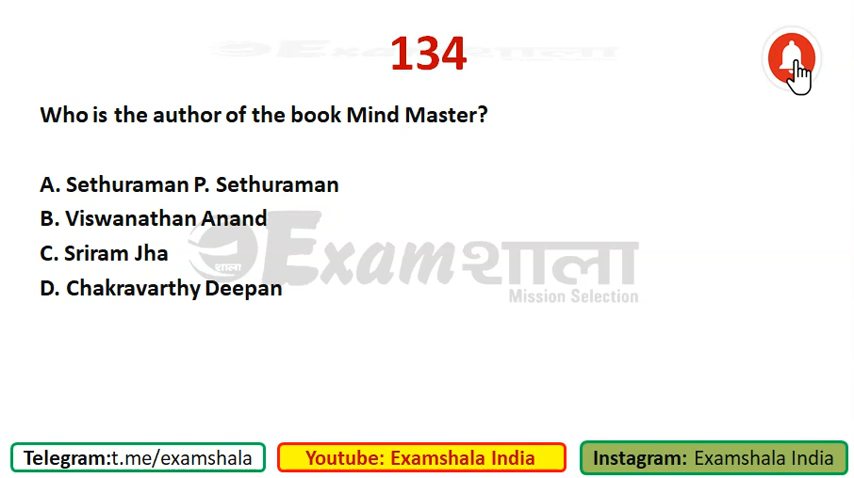 134
Who is the author of the book Mind Master?
A. Sethuraman P. Sethuraman
B. Viswanathan Anand
C. Sriram Jha
D. Chakravarthy Deepan
Examशाला
शाला
Mission Selection
Telegram:t.me/examshala
Youtube: Examshala India
Instagram: Examshala India